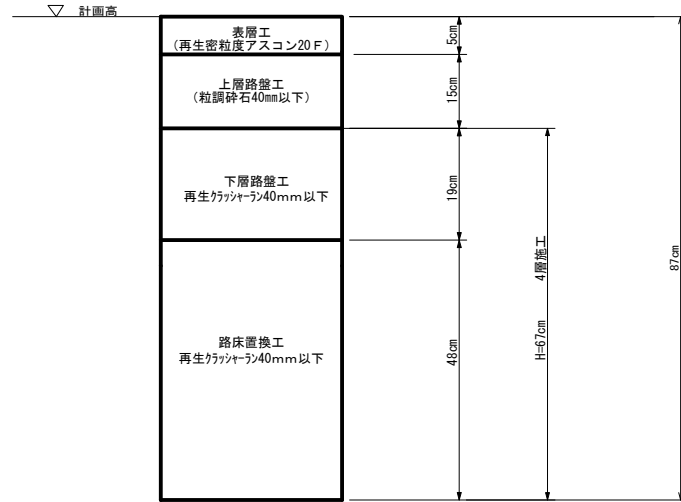 ▽ 計画高
表層工
(再生密粒度アスコン20F)
5cm
上層路盤工
(粒調砕石40mm以下)
15cm
下層路盤工
再生クラッシャーラン40mm以下
19cm
路床置換工
再生クラッシャーラン40mm以下
48cm
H=67cm 4層施工
87cm